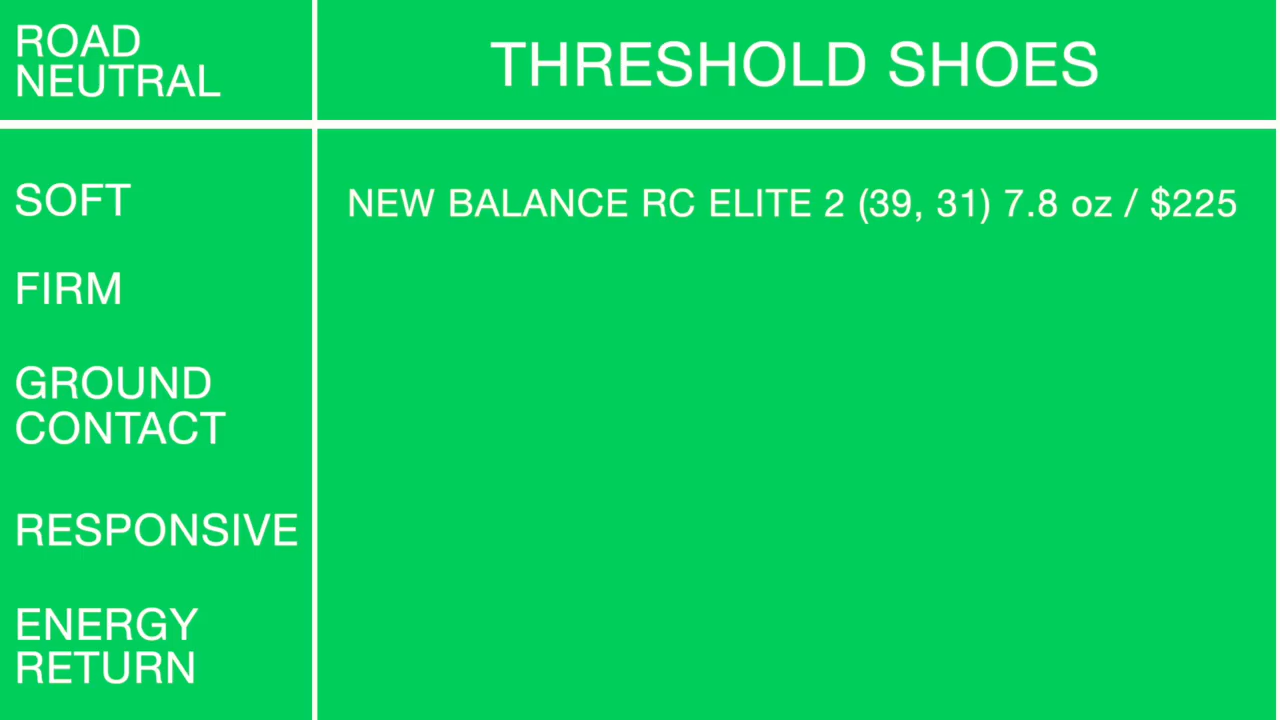 ROAD
NEUTRAL
THRESHOLD SHOES
SOFT
NEW BALANCE RC ELITE 2 (39, 31) 7.8 oz / $225
FIRM
GROUND
CONTACT
RESPONSIVE
ENERGY
RETURN